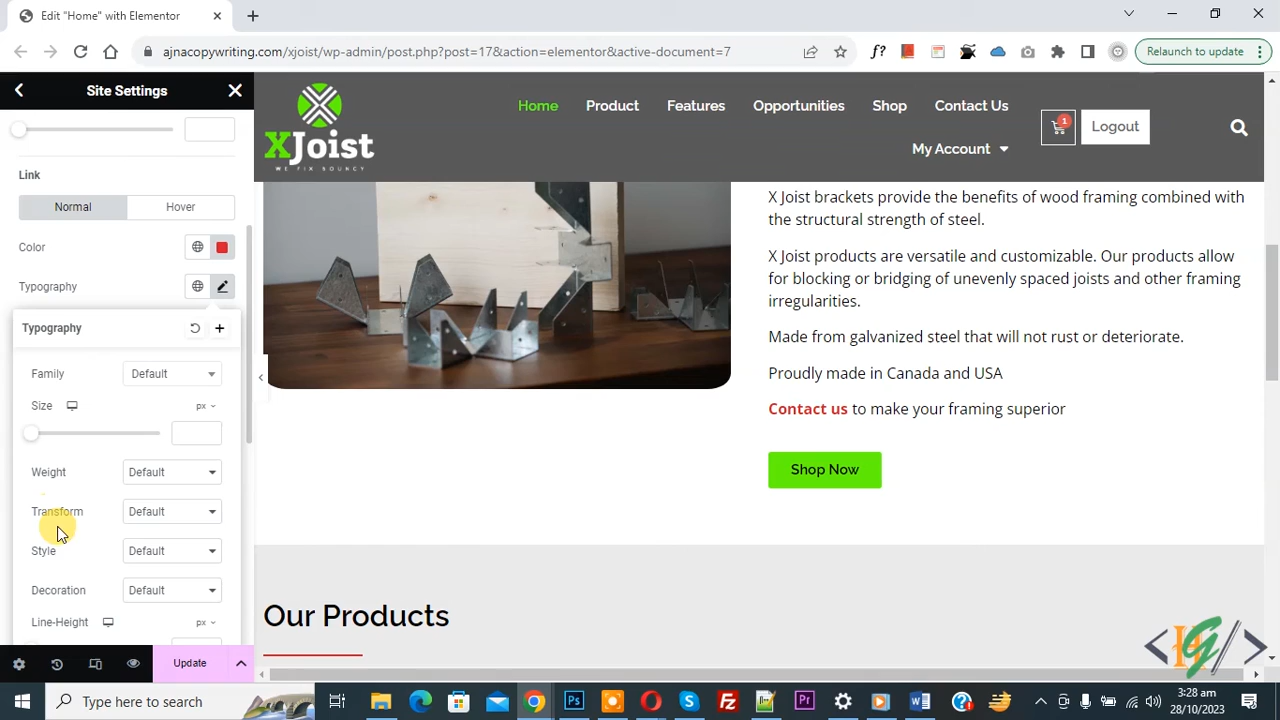 Edit "Home" with Elementor
ajnacopywriting.com/xjoist/wp-admin/post.php?post=17&action=elementor&active-document=7
f?
Relaunch to update
Site Settings
Link
Normal
Hover
Color
Typography
Typography
Family
Default
Size
px
Weight
Default
Transform
Default
Style
Default
Decoration
Default
Line-Height
px
Update
XJoist
WE FIX BOUNCY
Home
Product
Features
Opportunities
Shop
Contact Us
My Account
1
Logout
X Joist brackets provide the benefits of wood framing combined with
the structural strength of steel.
X Joist products are versatile and customizable. Our products allow
for blocking or bridging of unevenly spaced joists and other framing
irregularities.
Made from galvanized steel that will not rust or deteriorate.
Proudly made in Canada and USA
Contact us to make your framing superior
Shop Now
Our Products
<HG/>
Type here to search
Ps
S
Fz
Pr
W
3:28 am
28/10/2023